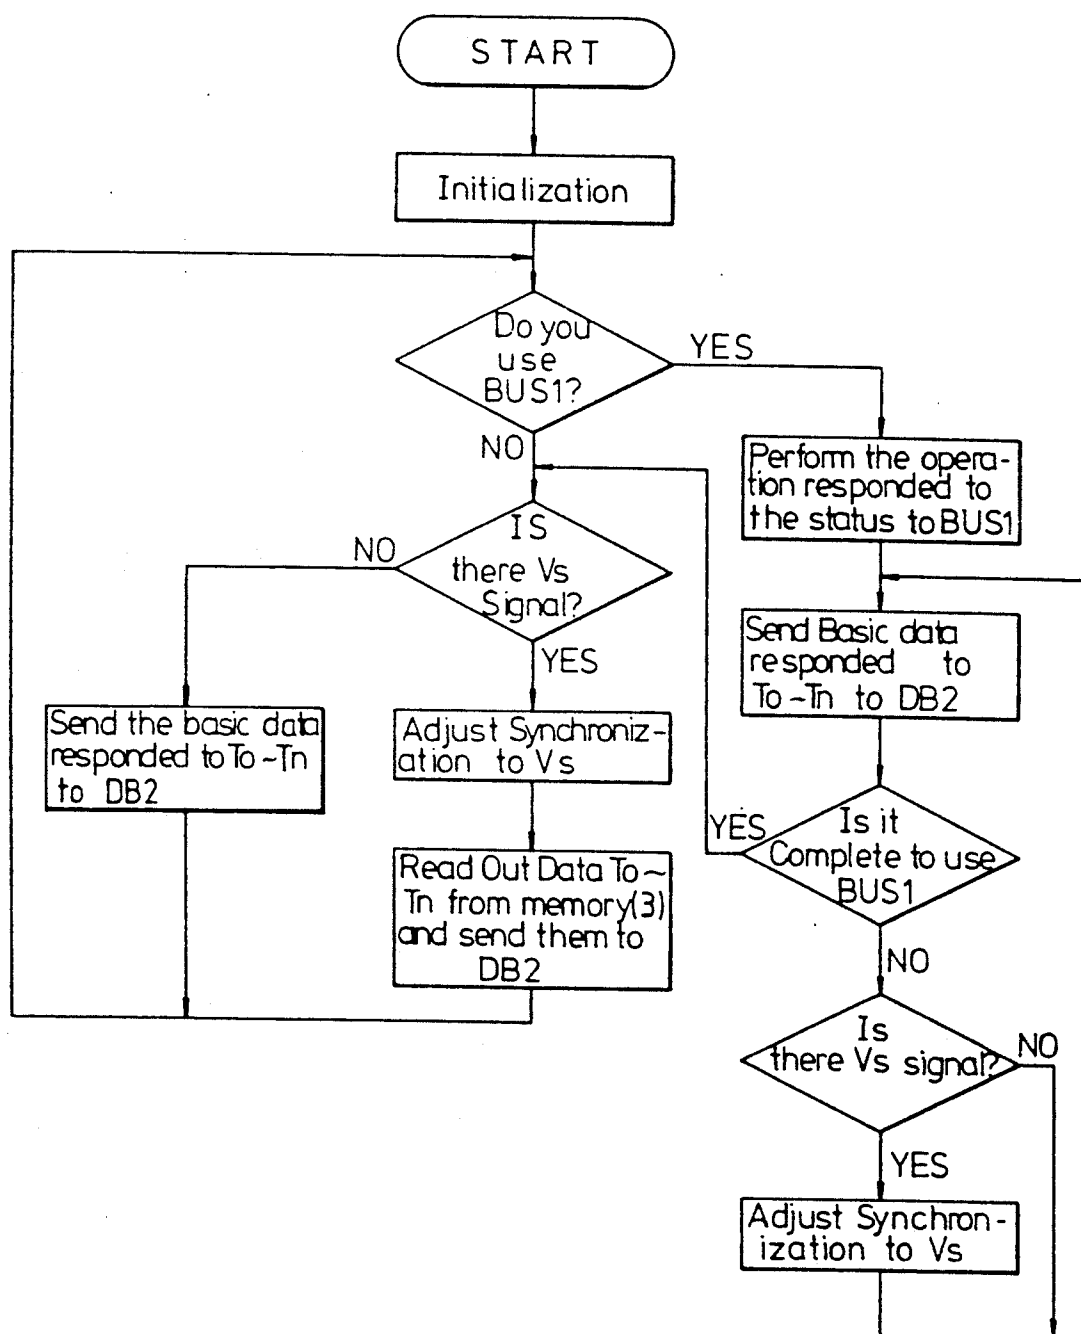 START
Initialization
Do you
use
BUS1?
YES
NO
Perform the opera-
tion responded to
the status to BUS1
IS
there Vs
Signal?
NO
YES
Send Basic data
responded to
To~Tn to DB2
Send the basic data
responded to To~Tn
to DB2
Adjust Synchroniz-
ation to Vs
Is it
Complete to use
BUS1
YES
NO
Read Out Data To~
Tn from memory(3)
and send them to
DB2
Is
there Vs signal?
NO
YES
Adjust Synchron-
ization to Vs